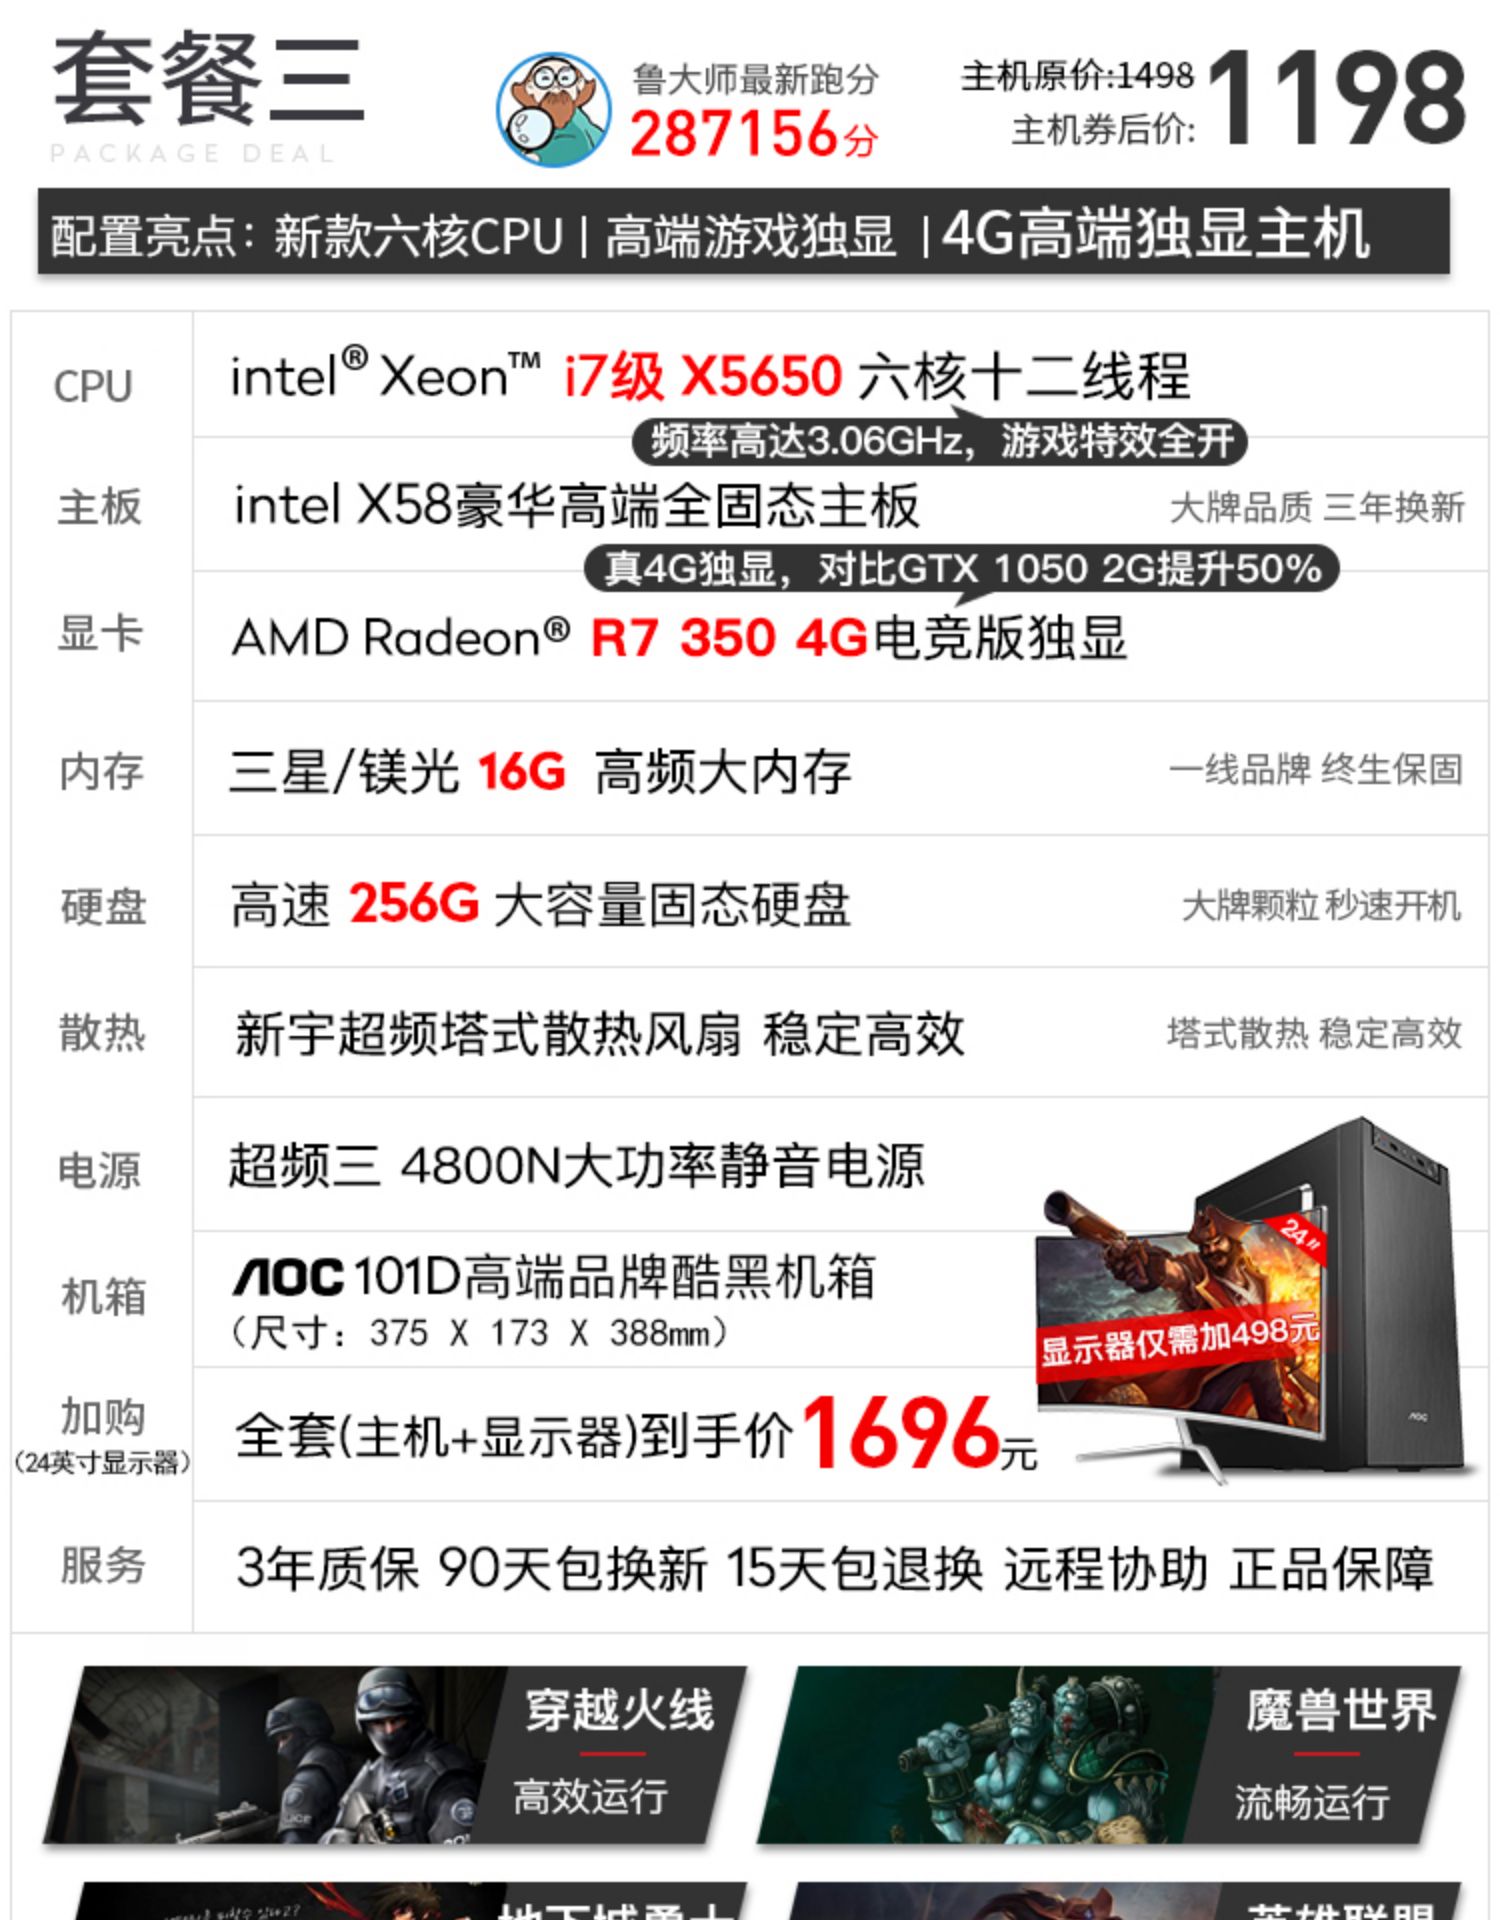 套餐三
PACKAGE DEAL
鲁大师最新跑分
287156分
主机原价:1498
主机券后价:
1198
配置亮点：新款六核CPU | 高端游戏独显 | 4G高端独显主机
CPU
intel® Xeon™ i7级 X5650 六核十二线程
频率高达3.06GHz，游戏特效全开
主板
intel X58豪华高端全固态主板
大牌品质 三年换新
真4G独显，对比GTX 1050 2G提升50%
显卡
AMD Radeon® R7 350 4G电竞版独显
内存
三星/镁光 16G 高频大内存
一线品牌 终生保固
硬盘
高速 256G 大容量固态硬盘
大牌颗粒 秒速开机
散热
新宇超频塔式散热风扇 稳定高效
塔式散热 稳定高效
电源
超频三 4800N大功率静音电源
机箱
AOC 101D高端品牌酷黑机箱
（尺寸：375 X 173 X 388mm）
24"
显示器仅需加498元
AOC
加购
（24英寸显示器）
全套(主机+显示器)到手价1696元
服务
3年质保 90天包换新 15天包退换 远程协助 正品保障
穿越火线
高效运行
魔兽世界
流畅运行
地下城勇士
英雄联盟